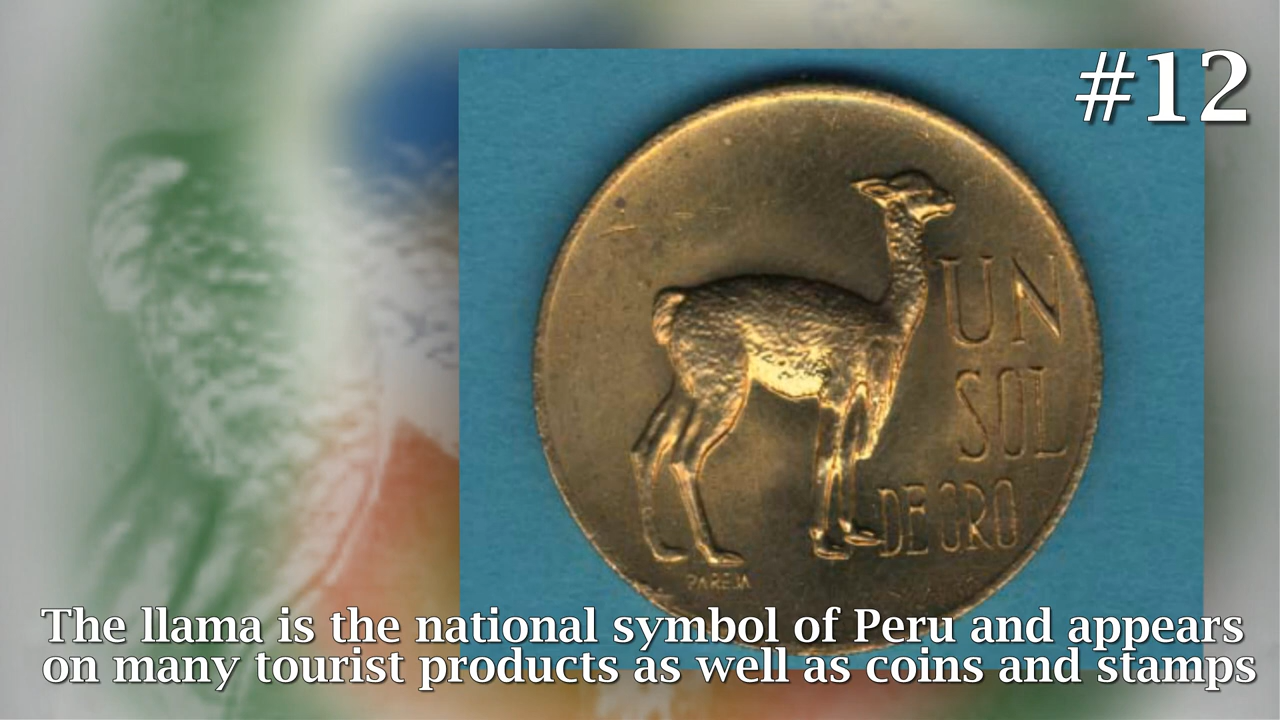 #12
UN
SOL
DE ORO
PAREJA
The llama is the national symbol of Peru and appears
on many tourist products as well as coins and stamps